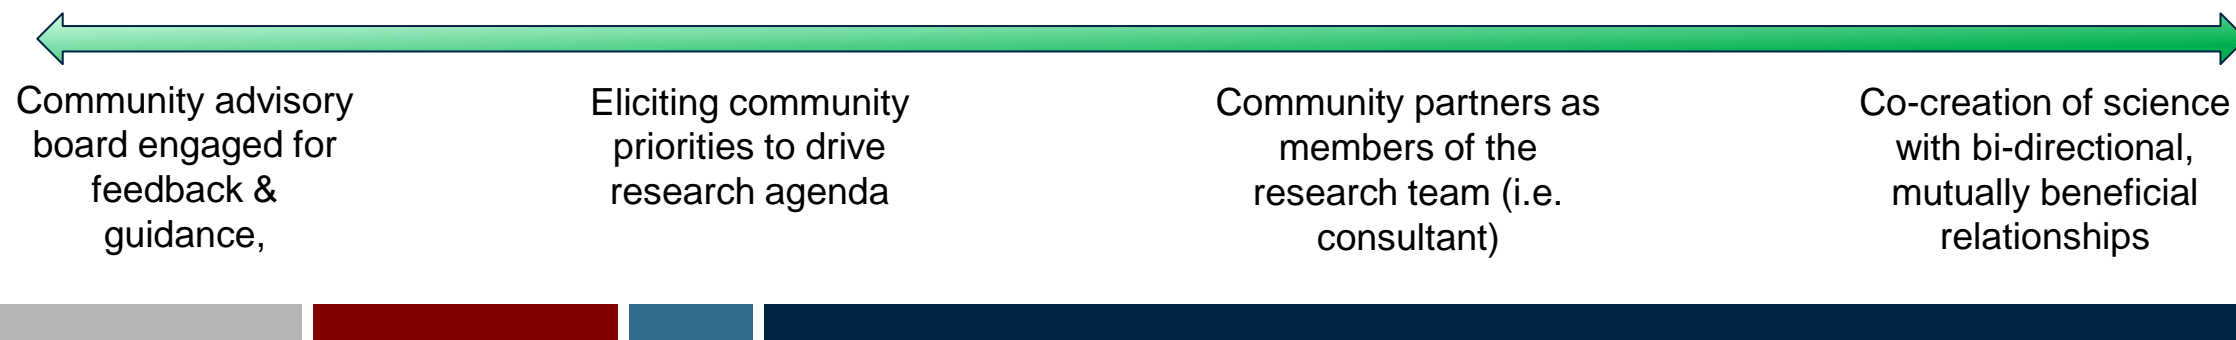 Community advisory
board engaged for
feedback &
guidance,
Eliciting community
priorities to drive
research agenda
Community partners as
members of the
research team (i.e.
consultant)
Co-creation of science
with bi-directional,
mutually beneficial
relationships